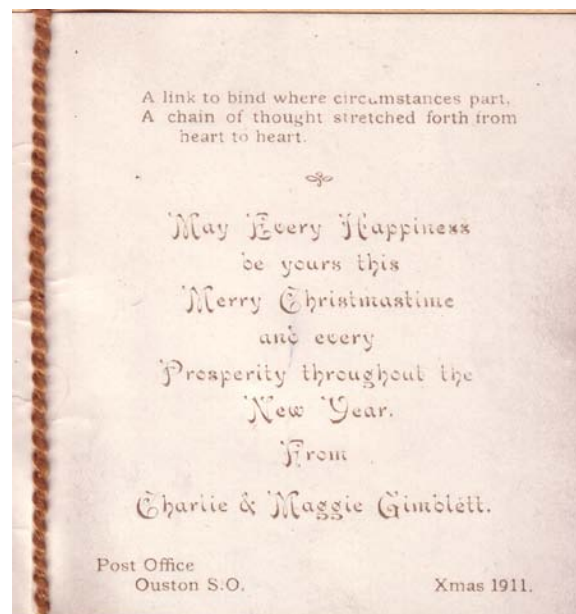 A link to bind where circumstances part,
A chain of thought stretched forth from
heart to heart.
May Every Happiness
be yours this
Merry Christmastime
and every
Prosperity throughout the
New Year.
From
Charlie & Maggie Gimblett.
Post Office
Ouston S.O.
Xmas 1911.